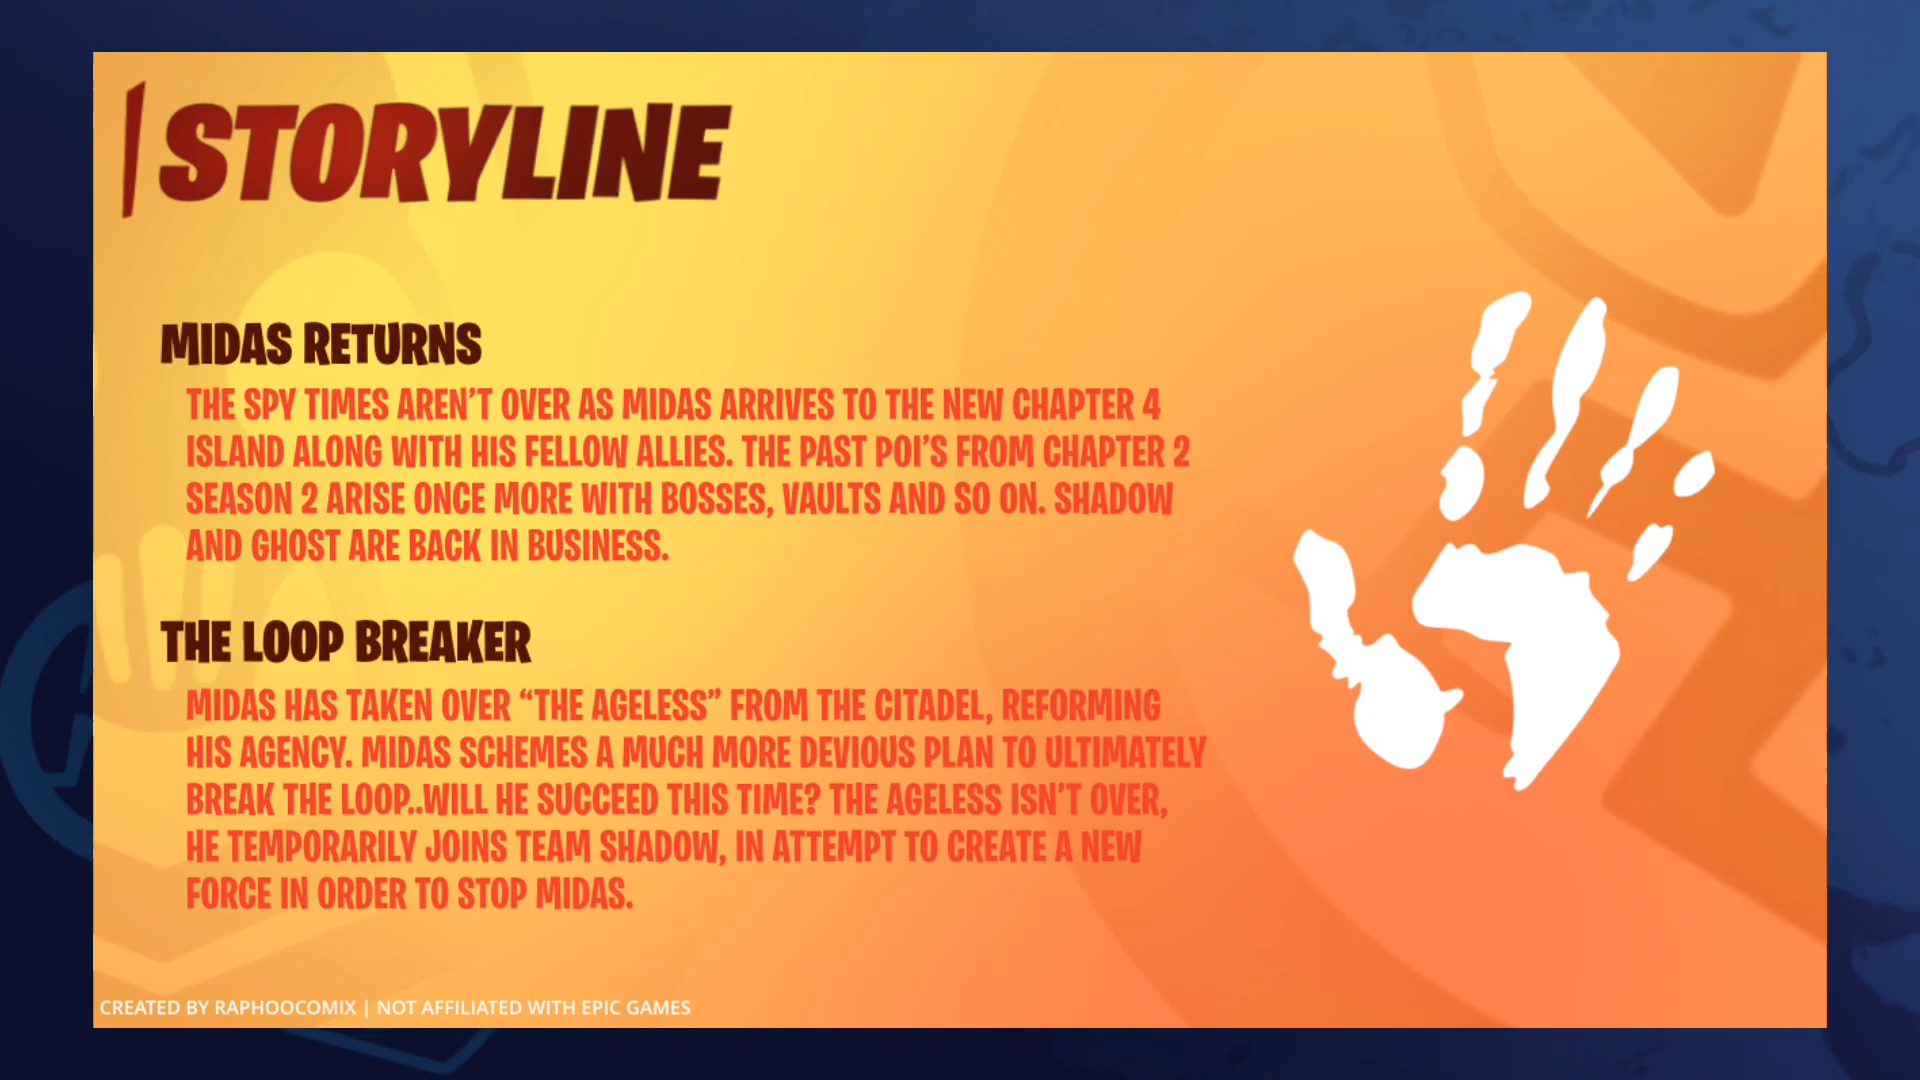 STORYLINE
MIDAS RETURNS
THE SPY TIMES AREN'T OVER AS MIDAS ARRIVES TO THE NEW CHAPTER 4
ISLAND ALONG WITH HIS FELLOW ALLIES. THE PAST POI'S FROM CHAPTER 2
SEASON 2 ARISE ONCE MORE WITH BOSSES, VAULTS AND SO ON. SHADOW
AND GHOST ARE BACK IN BUSINESS.
THE LOOP BREAKER
MIDAS HAS TAKEN OVER “THE AGELESS” FROM THE CITADEL, REFORMING
HIS AGENCY. MIDAS SCHEMES A MUCH MORE DEVIOUS PLAN TO ULTIMATELY
BREAK THE LOOP..WILL HE SUCCEED THIS TIME? THE AGELESS ISN'T OVER,
HE TEMPORARILY JOINS TEAM SHADOW, IN ATTEMPT TO CREATE A NEW
FORCE IN ORDER TO STOP MIDAS.
CREATED BY RAPHOOCOMIX | NOT AFFILIATED WITH EPIC GAMES